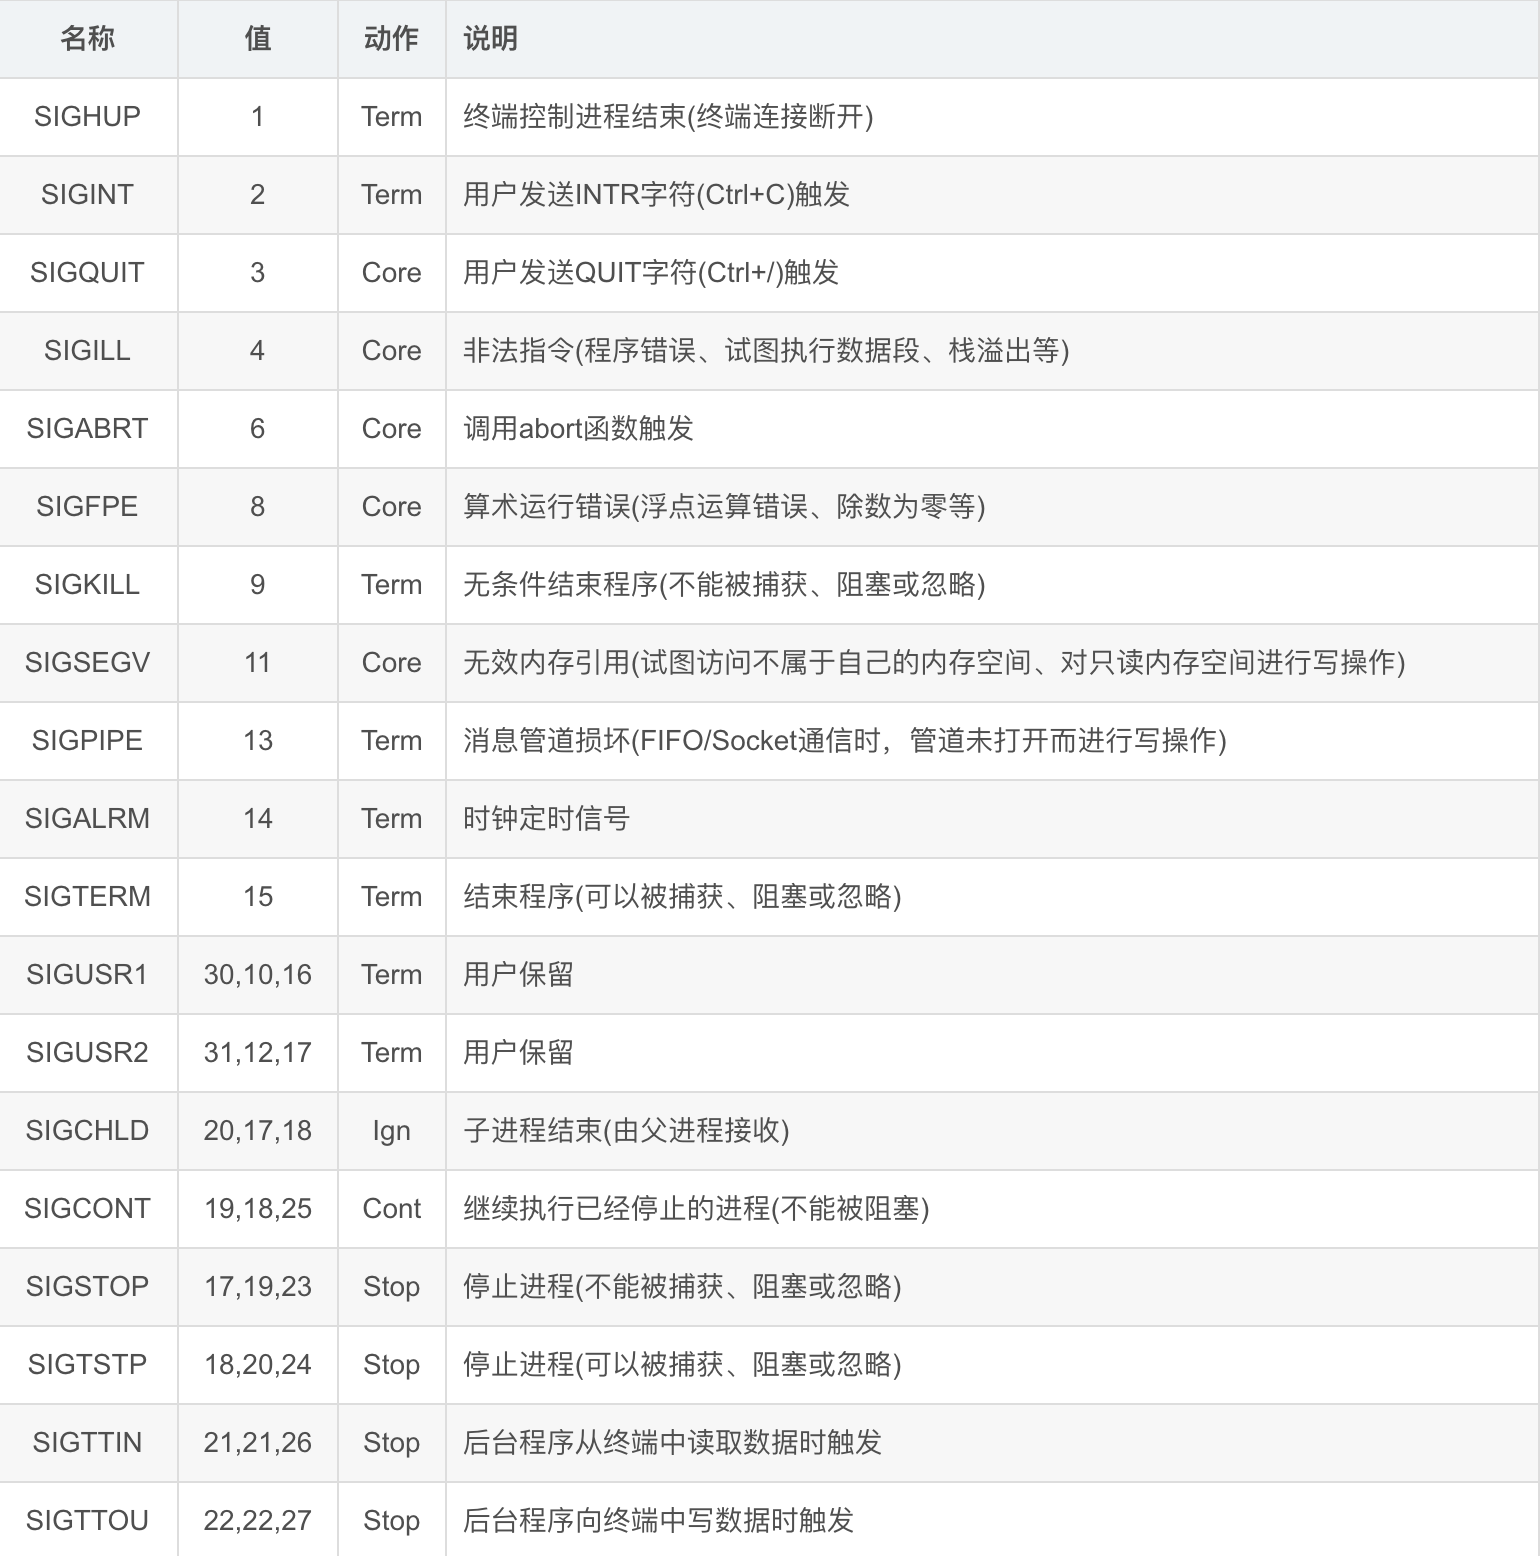 名称 值 动作 说明
SIGHUP 1 Term 终端控制进程结束(终端连接断开)
SIGINT 2 Term 用户发送INTR字符(Ctrl+C)触发
SIGQUIT 3 Core 用户发送QUIT字符(Ctrl+/)触发
SIGILL 4 Core 非法指令(程序错误、试图执行数据段、栈溢出等)
SIGABRT 6 Core 调用abort函数触发
SIGFPE 8 Core 算术运行错误(浮点运算错误、除数为零等)
SIGKILL 9 Term 无条件结束程序(不能被捕获、阻塞或忽略)
SIGSEGV 11 Core 无效内存引用(试图访问不属于自己的内存空间、对只读内存空间进行写操作)
SIGPIPE 13 Term 消息管道损坏(FIFO/Socket通信时，管道未打开而进行写操作)
SIGALRM 14 Term 时钟定时信号
SIGTERM 15 Term 结束程序(可以被捕获、阻塞或忽略)
SIGUSR1 30,10,16 Term 用户保留
SIGUSR2 31,12,17 Term 用户保留
SIGCHLD 20,17,18 Ign 子进程结束(由父进程接收)
SIGCONT 19,18,25 Cont 继续执行已经停止的进程(不能被阻塞)
SIGSTOP 17,19,23 Stop 停止进程(不能被捕获、阻塞或忽略)
SIGTSTP 18,20,24 Stop 停止进程(可以被捕获、阻塞或忽略)
SIGTTIN 21,21,26 Stop 后台程序从终端中读取数据时触发
SIGTTOU 22,22,27 Stop 后台程序向终端中写数据时触发